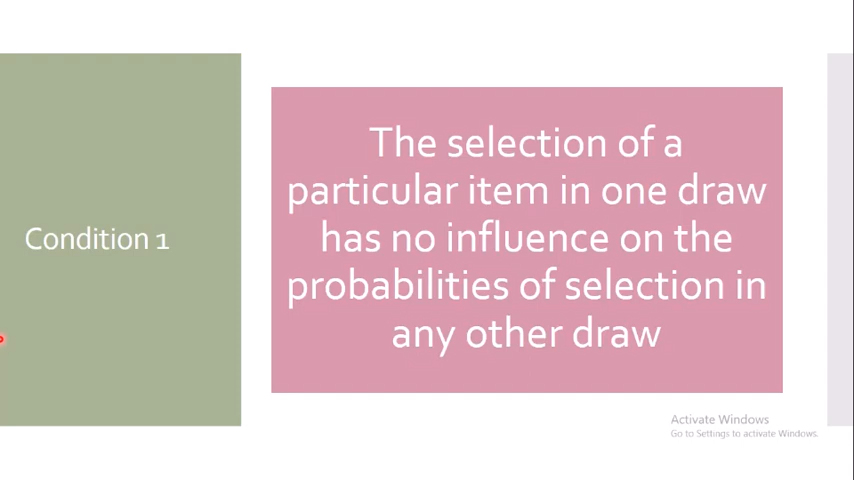 Condition 1
The selection of a
particular item in one draw
has no influence on the
probabilities of selection in
any other draw
Activate Windows
Go to Settings to activate Windows.